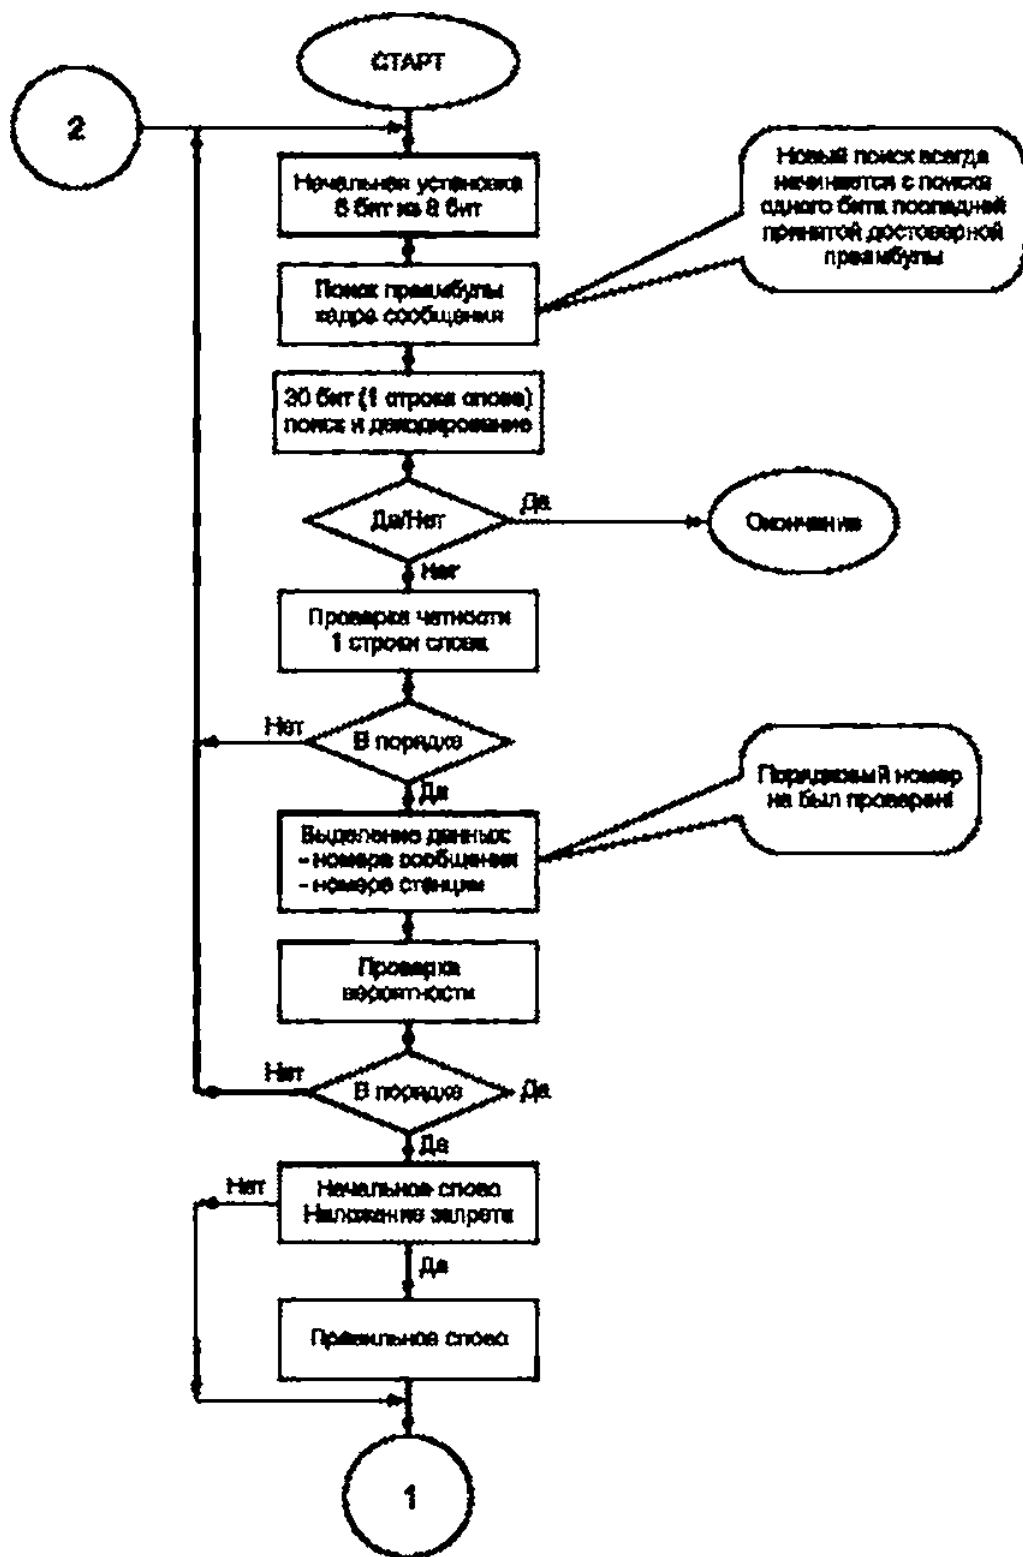 СТАРТ
2
Начальная установка
6 бит из 8 бит
Новый поиск всегда
начинается с поиска
одного бита последней
принятой достоверной
преамбулы
Поиск преамбулы
кадра сообщения
30 бит (1 строка слова)
поиск и декодирование
Да/Нет
Да
Окончание
Нет
Проверка четности
1 строки слова
Нет
В порядке
Да
Порядковый номер
не был проверен!
Выделение данных:
- номера сообщения
- номера станции
Проверка
вероятности
Нет
В порядке
Да
Да
Нет
Начальное слово
Наложение запрета
Да
Правильное слово
1